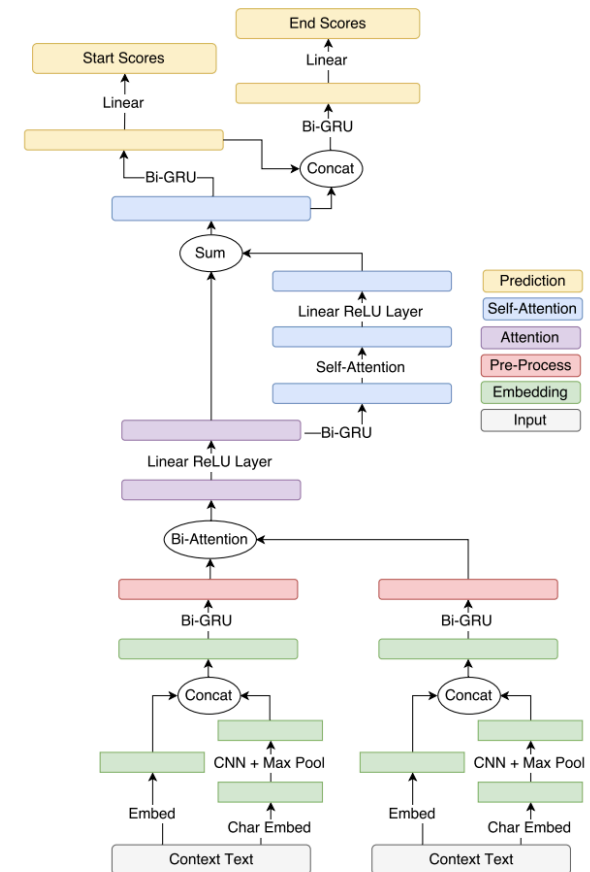 End Scores
Start Scores
Linear
Linear
Bi-GRU
Concat
Bi-GRU
Sum
Prediction
Self-Attention
Attention
Pre-Process
Embedding
Input
Linear ReLU Layer
Self-Attention
Bi-GRU
Linear ReLU Layer
Bi-Attention
Bi-GRU
Bi-GRU
Concat
Concat
CNN + Max Pool
CNN + Max Pool
Embed
Char Embed
Embed
Char Embed
Context Text
Context Text